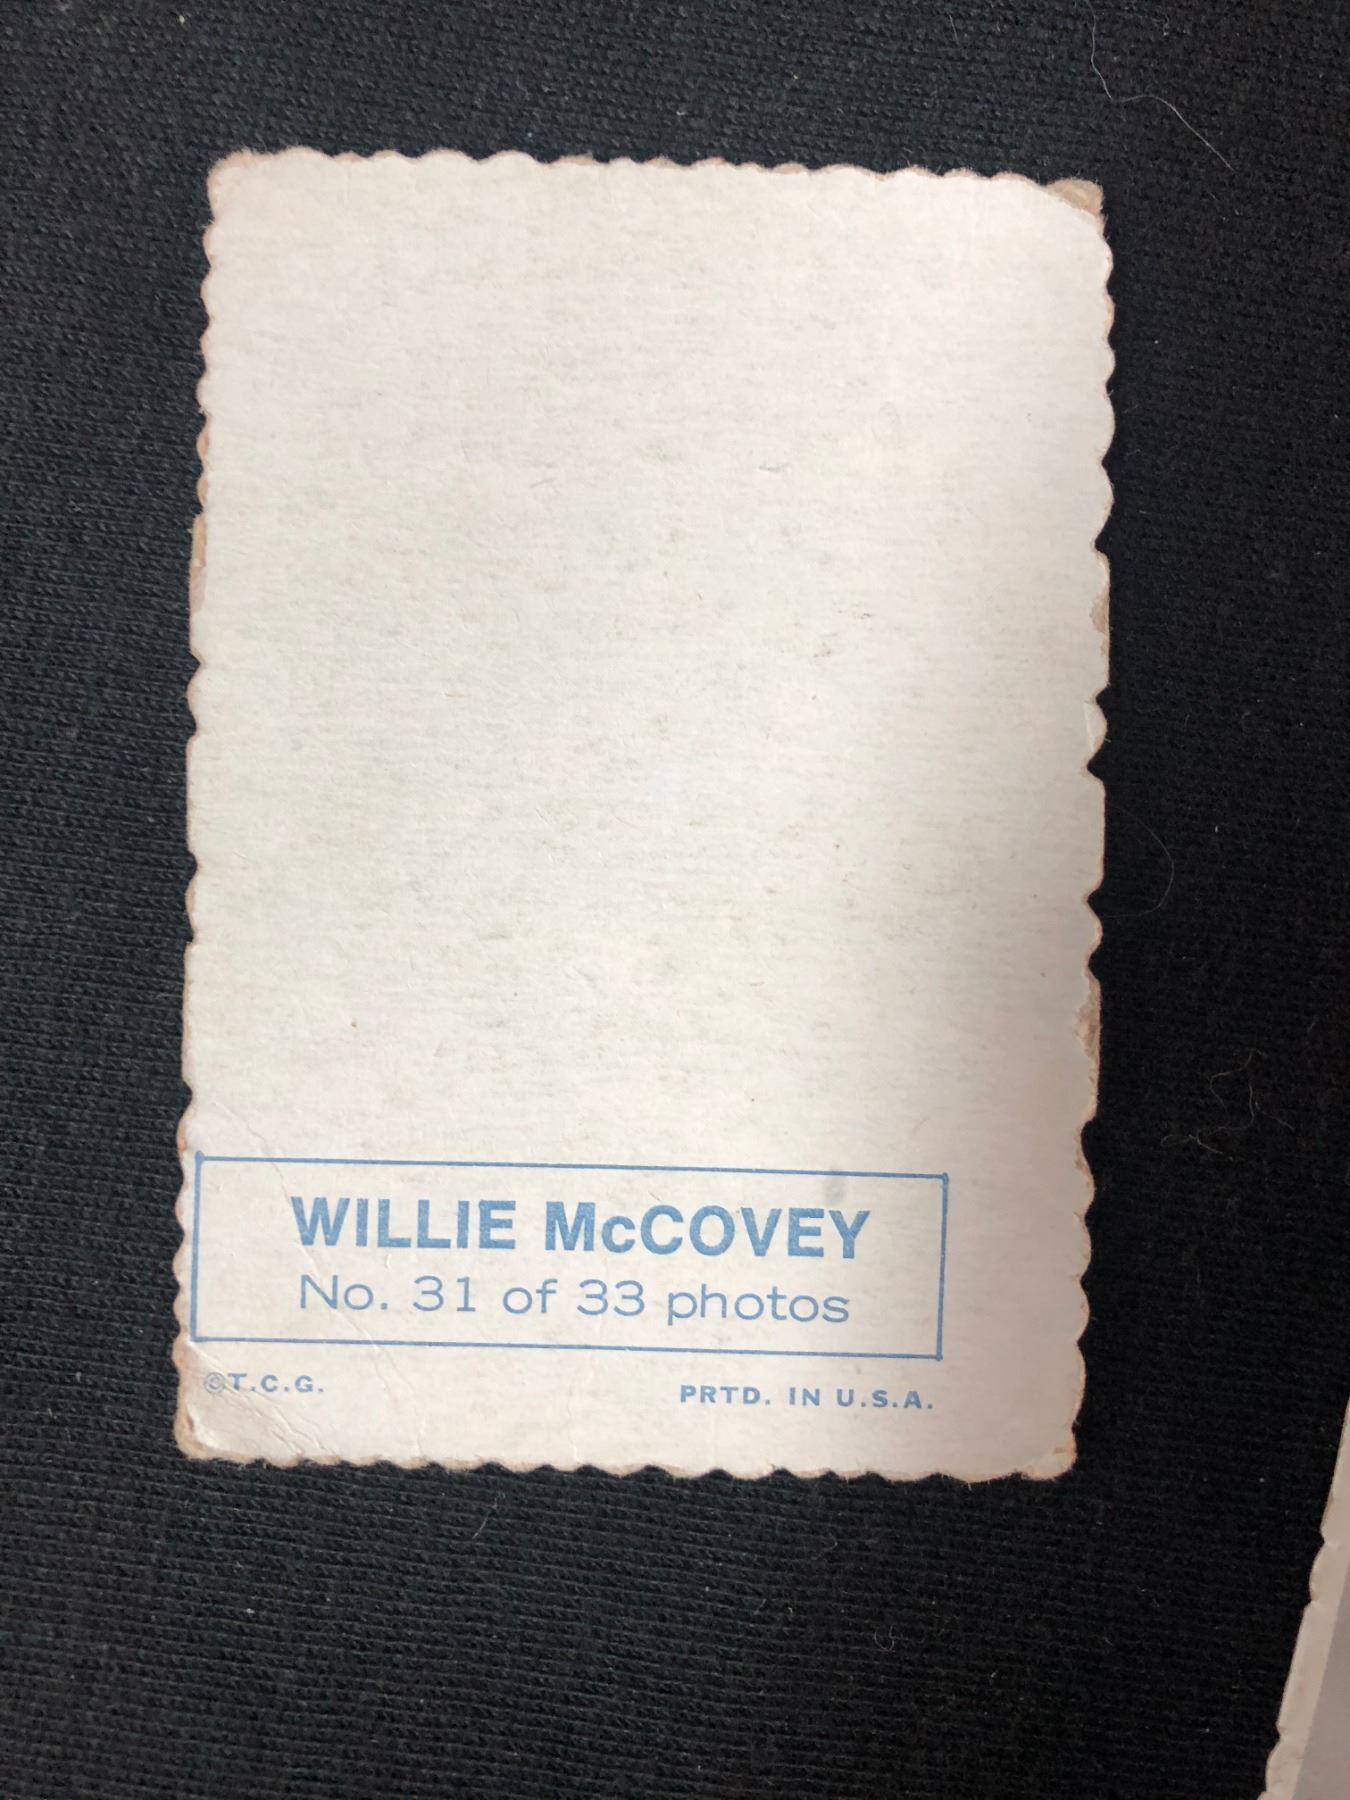 WILLIE McCOVEY
No. 31 of 33 photos
©T.C.G.
PRTD. IN U.S.A.